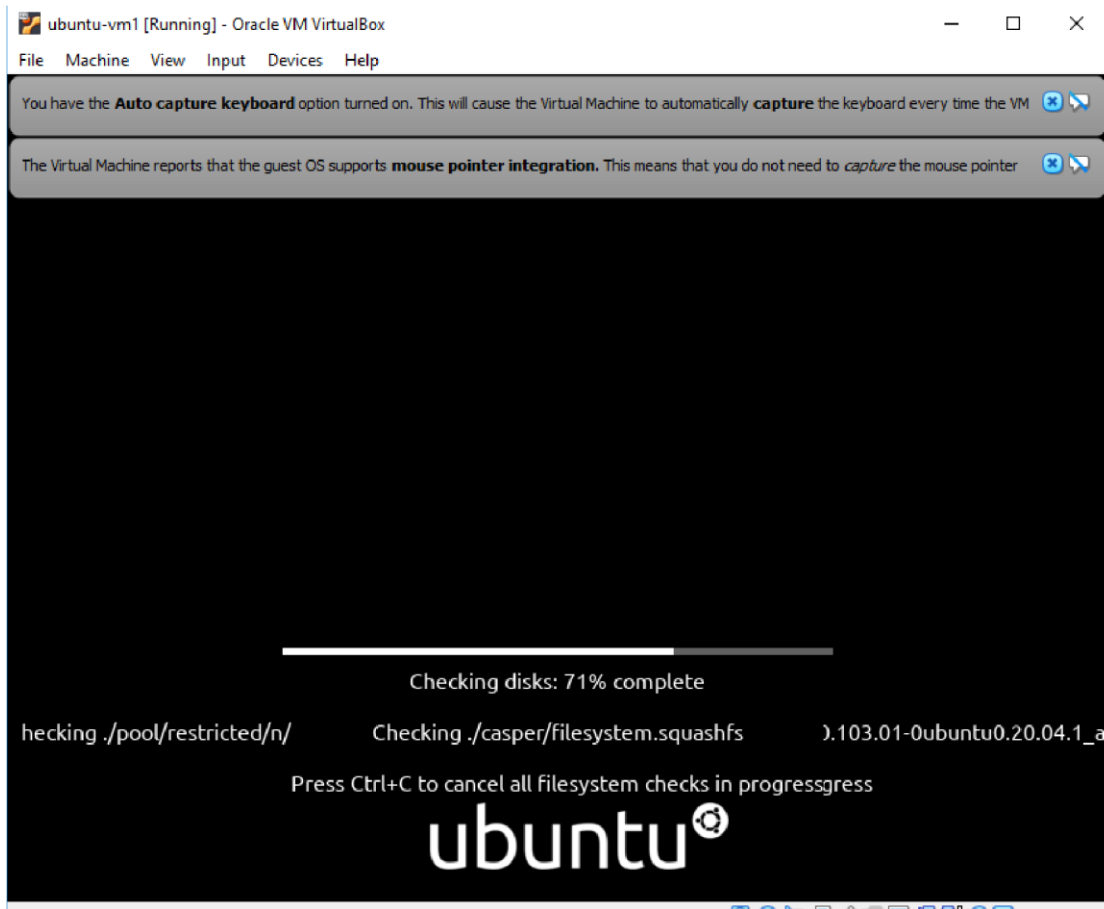 ubuntu-vm1 [Running] - Oracle VM VirtualBox
File Machine View Input Devices Help
You have the Auto capture keyboard option turned on. This will cause the Virtual Machine to automatically capture the keyboard every time the VM
The Virtual Machine reports that the guest OS supports mouse pointer integration. This means that you do not need to capture the mouse pointer
Checking disks: 71% complete
hecking ./pool/restricted/n/ Checking ./casper/filesystem.squashfs .103.01-0ubuntu0.20.04.1_a
Press Ctrl+C to cancel all filesystem checks in progressgress
ubuntu